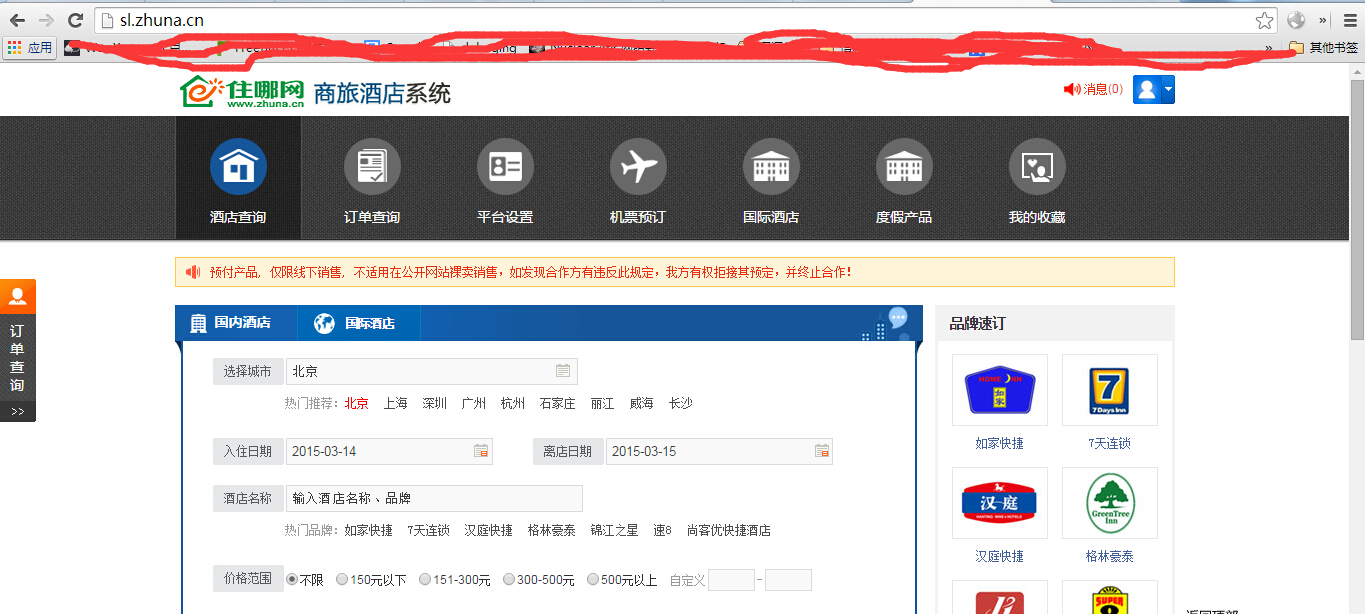 sl.zhuna.cn
»
应用
»
其他书签
住哪网
www.zhuna.cn
商旅酒店系统
消息(0)
酒店查询 订单查询 平台设置 机票预订 国际酒店 度假产品 我的收藏
预付产品, 仅限线下销售, 不适用在公开网站裸卖销售, 如发现合作方有违反此规定, 我方有权拒接其预定, 并终止合作!
订单查询
>>
国内酒店 国际酒店
选择城市 北京
热门推荐: 北京 上海 深圳 广州 杭州 石家庄 丽江 威海 长沙
入住日期 2015-03-14 离店日期 2015-03-15
酒店名称 输入酒店名称、品牌
热门品牌: 如家快捷 7天连锁 汉庭快捷 格林豪泰 锦江之星 速8 尚客优快捷酒店
价格范围 不限 150元以下 151-300元 300-500元 500元以上 自定义 -
品牌速订
HOME INN
如家
7
7 Days Inn
如家快捷 7天连锁
汉庭
GreenTree Inn
汉庭快捷 格林豪泰
SUPER
8